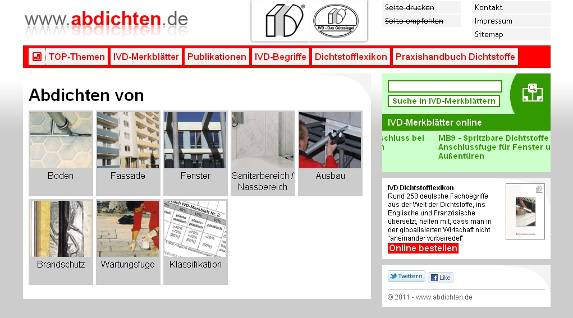 www.abdichten.de
Seite drucken
Kontakt
Seite empfehlen
Impressum
Sitemap
TOP-Themen IVD-Merkblätter Publikationen IVD-Begriffe Dichtstofflexikon Praxishandbuch Dichtstoffe
Abdichten von
Boden Fassade Fenster Sanitärbereich / Nassbereich Ausbau
Brandschutz Wartungsfuge Klassifikation
Suche in IVD-Merkblättern
IVD-Merkblätter online
schluss bei
MB9 - Spritzbare Dichtstoffe
Anschlussfuge für Fenster u
Außentüren
IVD Dichtstofflexikon
Rund 250 deutsche Fachbegriffe
aus der Welt der Dichtstoffe, ins
Englische und Französische
übersetzt, helfen mit, dass man in
der globalisierten Wirtschaft nicht
"aneinander vorbeiredet"
Online bestellen
Twittern Like
© 2011 - www.abdichten.de